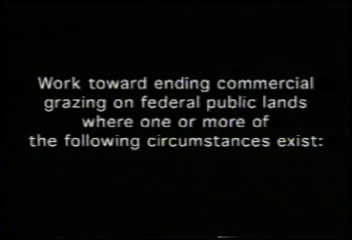 Work toward ending commercial
grazing on federal public lands
where one or more of
the following circumstances exist: